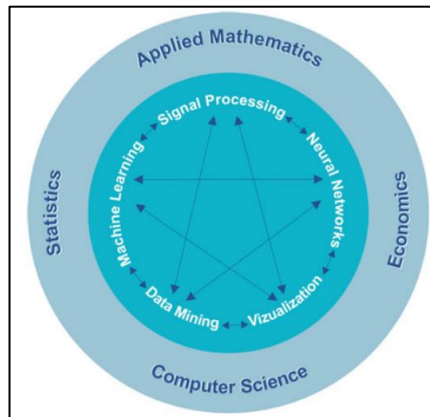 Applied Mathematics
Signal Processing
Machine Learning
Neural Networks
Statistics
Economics
Data Mining
Vizualization
Computer Science